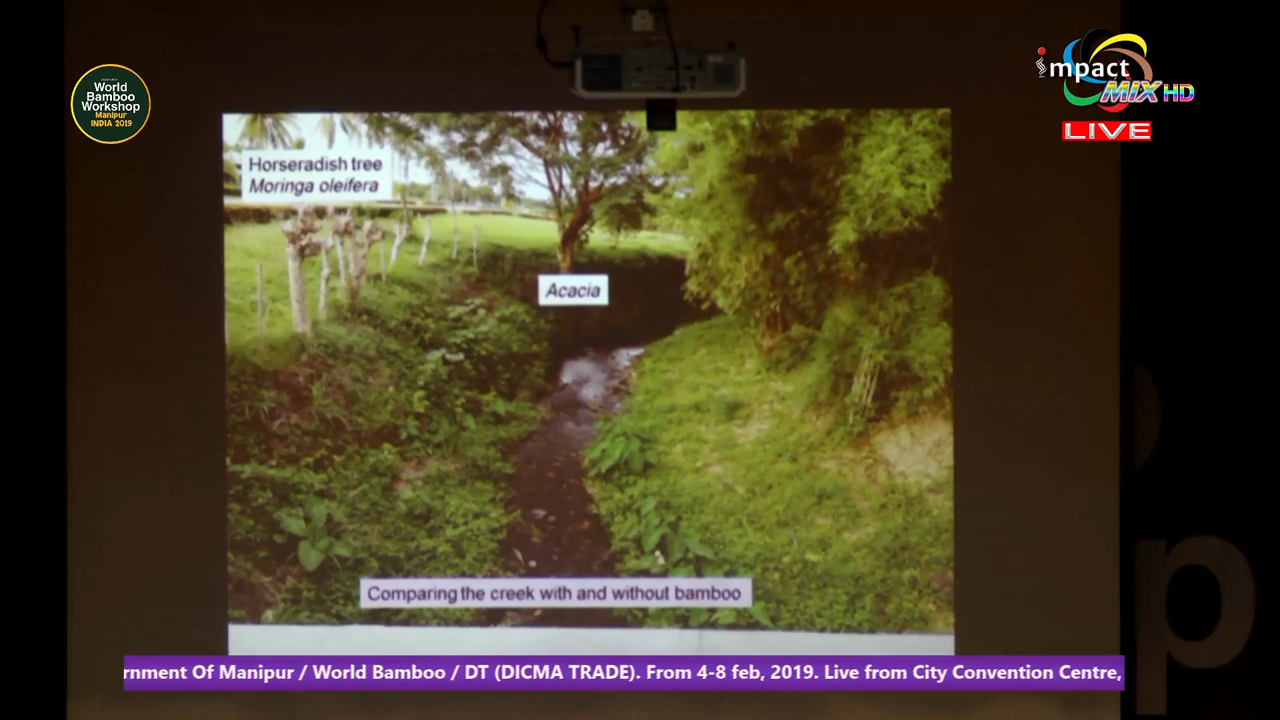 World
Bamboo
Workshop
Manipur
INDIA 2019
impact
MIX HD
LIVE
Horseradish tree
Moringa oleifera
Acacia
Comparing the creek with and without bamboo
p
rnment Of Manipur / World Bamboo / DT (DICMA TRADE). From 4-8 feb, 2019. Live from City Convention Centre,